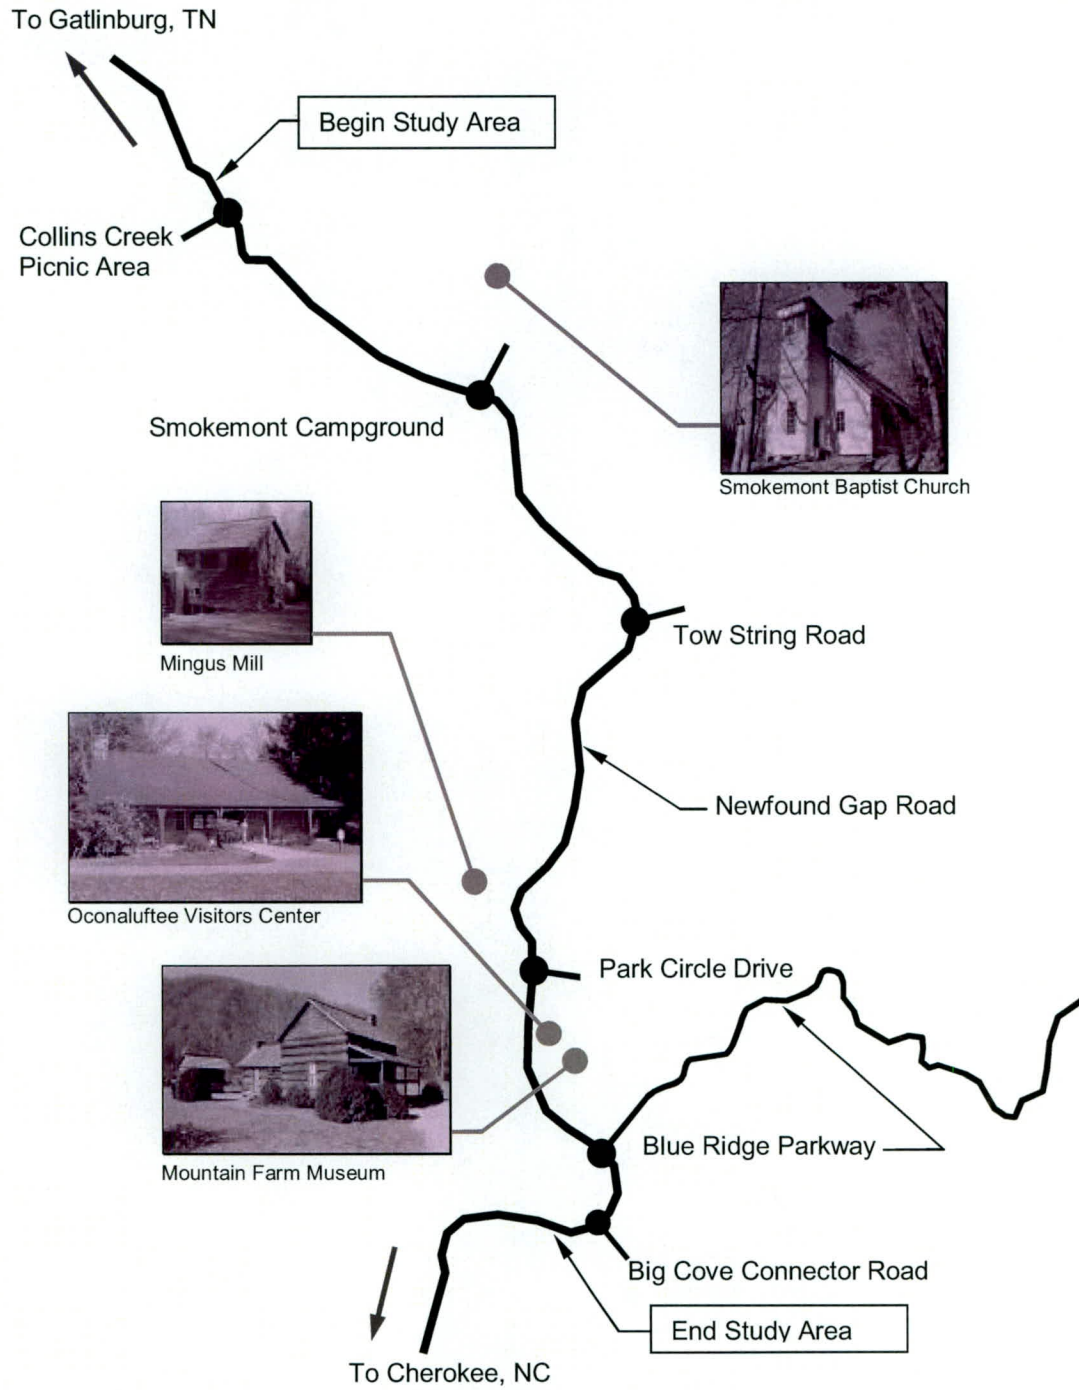 To Gatlinburg, TN
Begin Study Area
Collins Creek
Picnic Area
Smokemont Campground
Smokemont Baptist Church
Tow String Road
Mingus Mill
Newfound Gap Road
Oconaluftee Visitors Center
Park Circle Drive
Blue Ridge Parkway
Mountain Farm Museum
Big Cove Connector Road
End Study Area
To Cherokee, NC